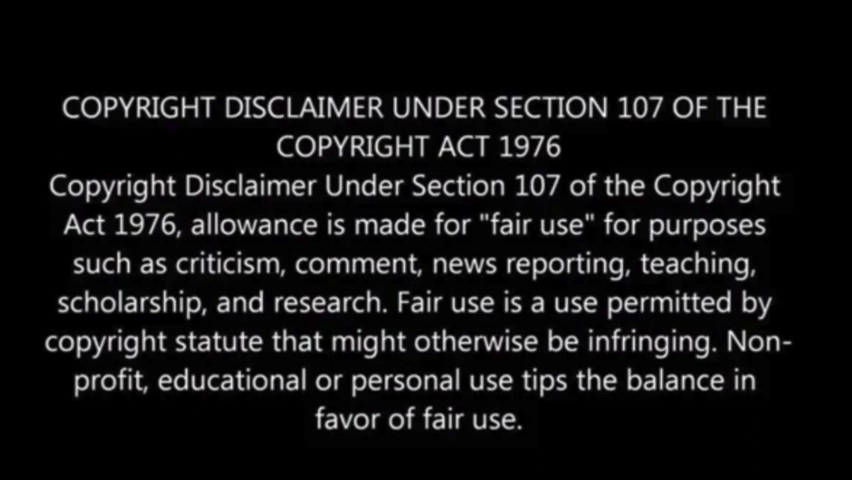 COPYRIGHT DISCLAIMER UNDER SECTION 107 OF THE
COPYRIGHT ACT 1976
Copyright Disclaimer Under Section 107 of the Copyright
Act 1976, allowance is made for "fair use" for purposes
such as criticism, comment, news reporting, teaching,
scholarship, and research. Fair use is a use permitted by
copyright statute that might otherwise be infringing. Non-
profit, educational or personal use tips the balance in
favor of fair use.